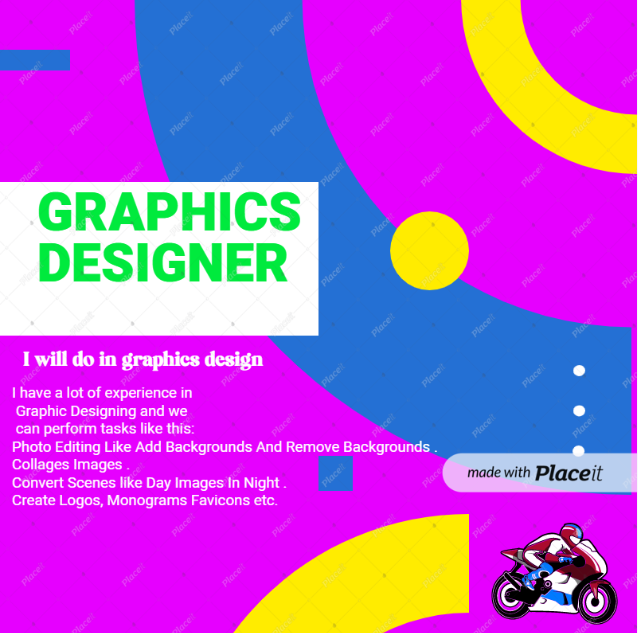 GRAPHICS
DESIGNER
I will do in graphics design
I have a lot of experience in
Graphic Designing and we
can perform tasks like this:
Photo Editing Like Add Backgrounds And Remove Backgrounds .
Collages Images .
Convert Scenes like Day Images In Night .
Create Logos, Monograms Favicons etc.
made with Placeit